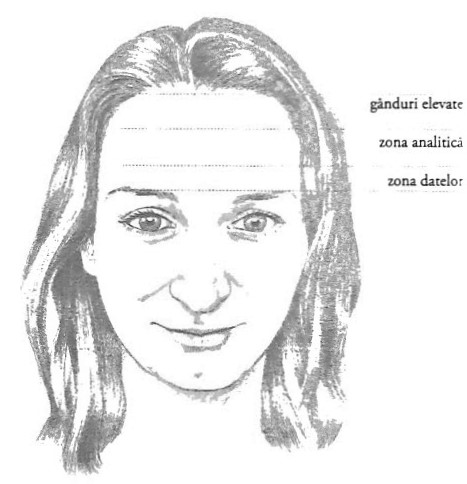 gânduri elevate
zona analitică
zona datelor